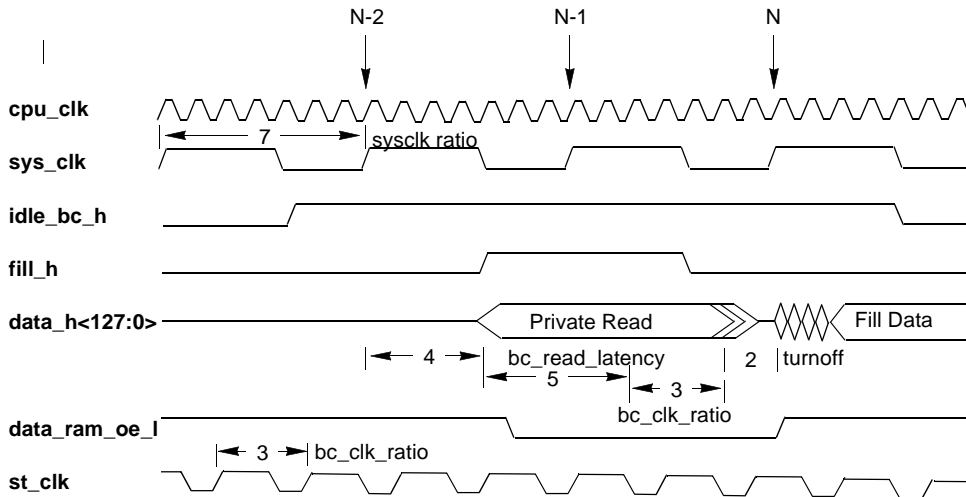 N-2 N-1 N
cpu_clk
7 sysclk ratio
sys_clk
idle_bc_h
fill_h
data_h<127:0> Private Read Fill Data
4 bc_read_latency 2 turnoff
5 3
bc_clk_ratio
data_ram_oe_l
3 bc_clk_ratio
st_clk